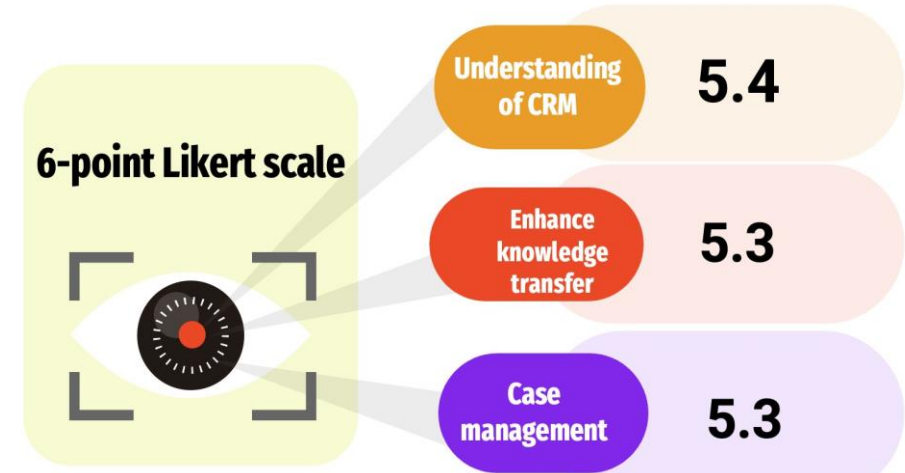 6-point Likert scale
Understanding
of CRM
5.4
Enhance
knowledge
transfer
5.3
Case
management
5.3